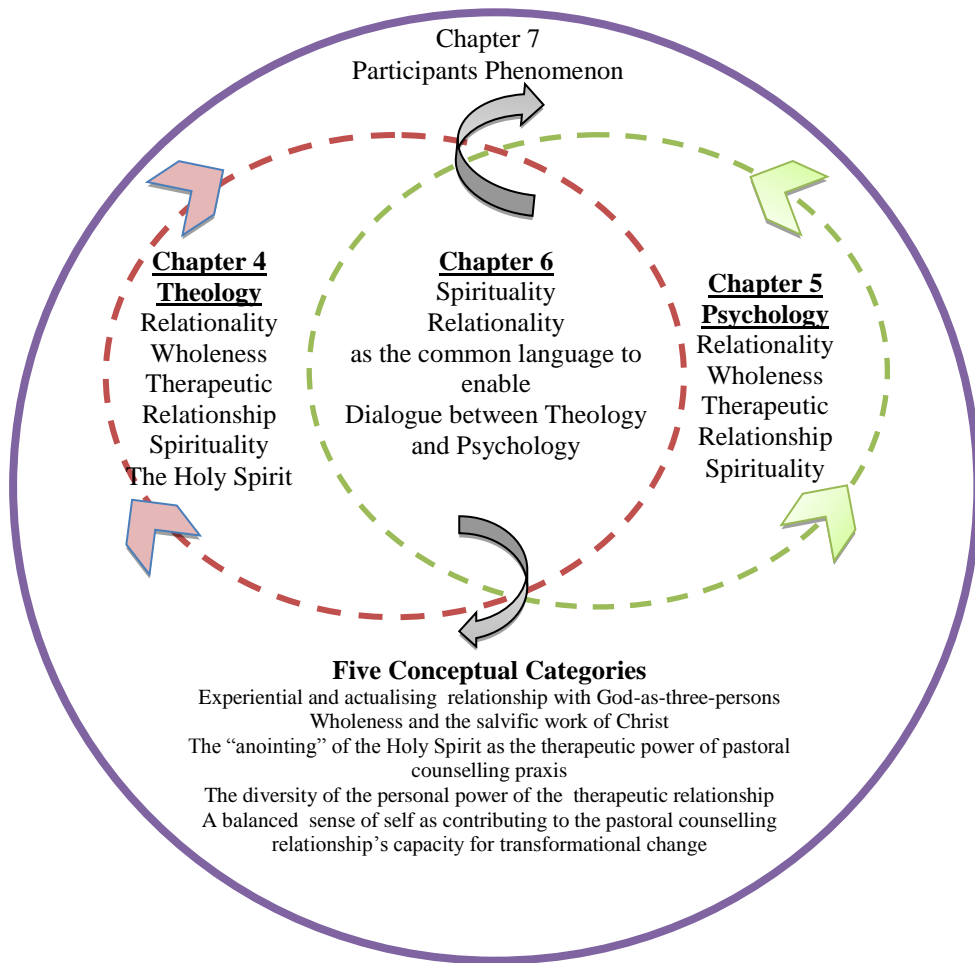 Chapter 7
Participants Phenomenon
Chapter 4
Theology
Relationality
Wholeness
Therapeutic
Relationship
Spirituality
The Holy Spirit
Chapter 6
Spirituality
Relationality
as the common language to
enable
Dialogue between Theology
and Psychology
Chapter 5
Psychology
Relationality
Wholeness
Therapeutic
Relationship
Spirituality
Five Conceptual Categories
Experiential and actualising relationship with God-as-three-persons
Wholeness and the salvific work of Christ
The “anointing” of the Holy Spirit as the therapeutic power of pastoral
counselling praxis
The diversity of the personal power of the therapeutic relationship
A balanced sense of self as contributing to the pastoral counselling
relationship’s capacity for transformational change